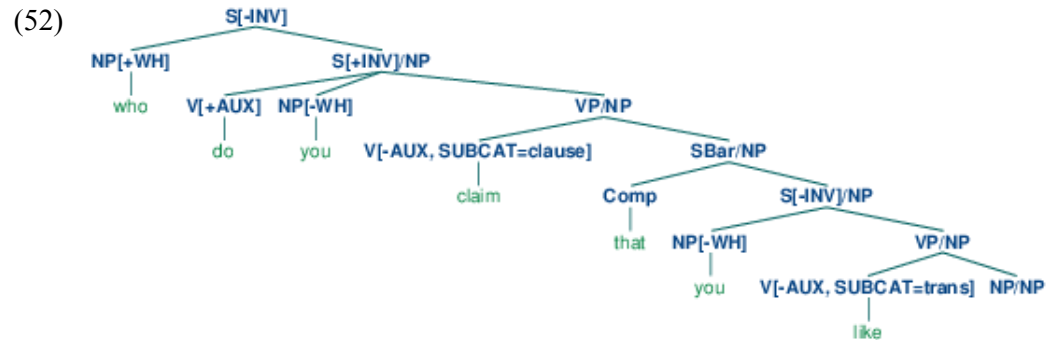 (52)
S[-INV]
NP[+WH] S[+INV]/NP
who V[+AUX] NP[-WH] VP/NP
do you V[-AUX, SUBCAT=clause] SBar/NP
claim Comp S[-INV]/NP
that NP[-WH] VP/NP
you V[-AUX, SUBCAT=trans] NP/NP
like